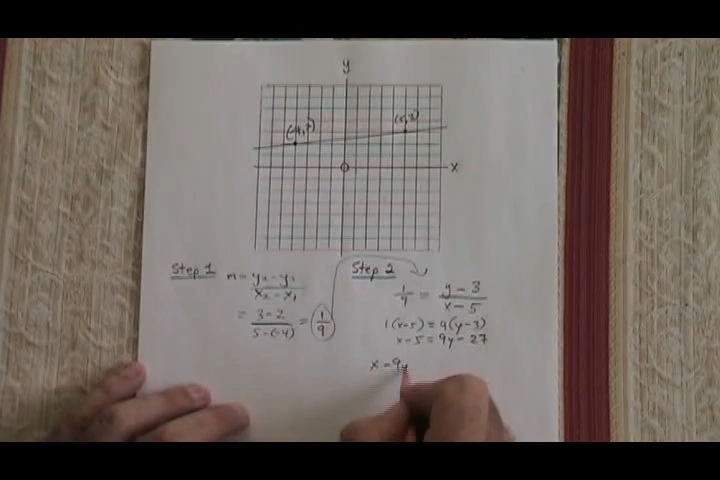 y
(-4,2)
(5,3)
O
x
Step 1
m = y₂ - y₁
x₂ - x₁
= 3 - 2
5 - (-4)
= 1
9
Step 2
1
9
= y - 3
x - 5
1(x-5) = 9(y-3)
x - 5 = 9y - 27
x - 9y